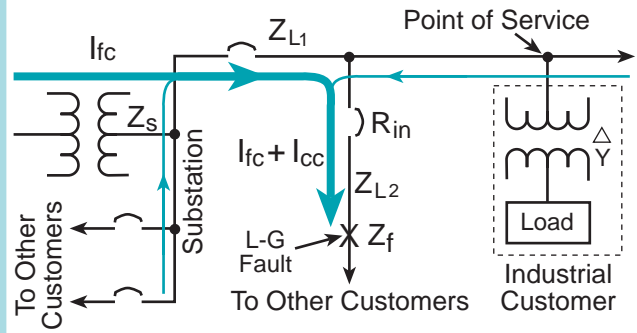 Point of Service
Ifc
ZL1
Zs
Rin
Ifc + Icc
ZL2
Substation
L-G
Fault
Zf
Δ
Y
Load
To Other
Customers
To Other Customers
Industrial
Customer